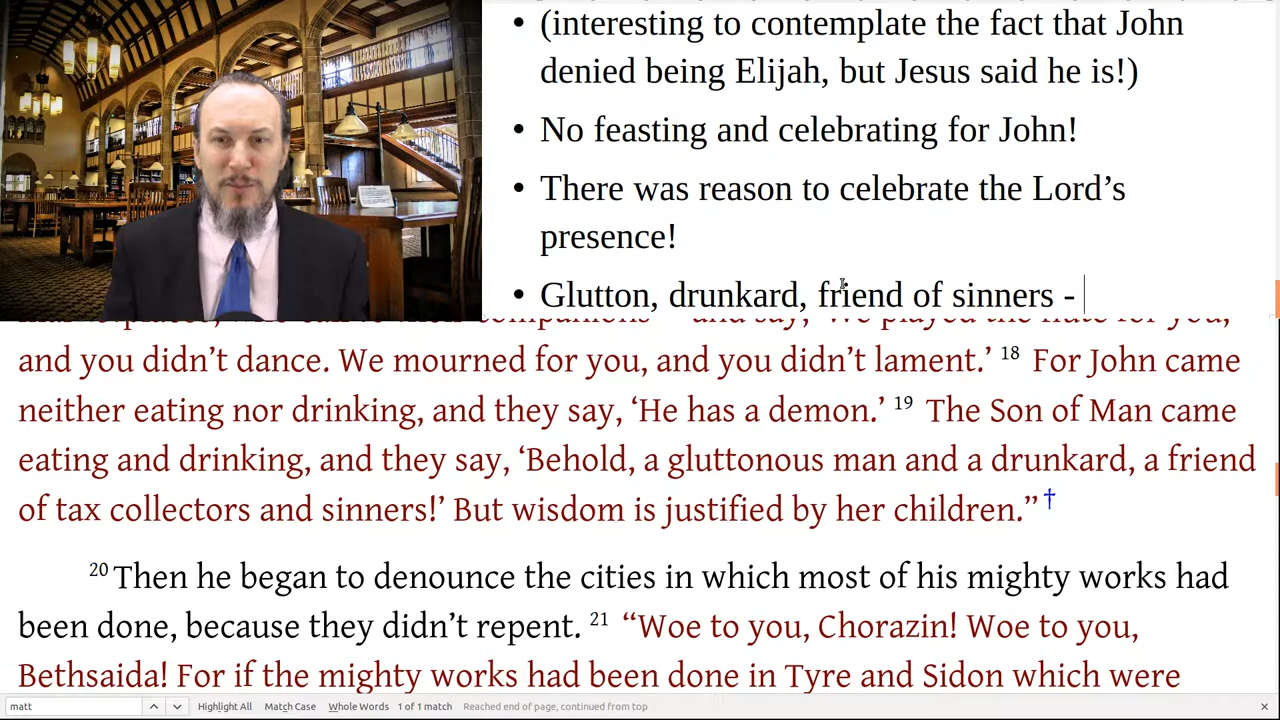 (interesting to contemplate the fact that John
denied being Elijah, but Jesus said he is!)
• No feasting and celebrating for John!
• There was reason to celebrate the Lord’s
presence!
• Glutton, drunkard, friend of sinners -
and say, ‘We played the flute for you,
and you didn’t dance. We mourned for you, and you didn’t lament.’ 18 For John came
neither eating nor drinking, and they say, ‘He has a demon.’ 19 The Son of Man came
eating and drinking, and they say, ‘Behold, a gluttonous man and a drunkard, a friend
of tax collectors and sinners!’ But wisdom is justified by her children.” †
20 Then he began to denounce the cities in which most of his mighty works had
been done, because they didn’t repent. 21 “Woe to you, Chorazin! Woe to you,
Bethsaida! For if the mighty works had been done in Tyre and Sidon which were
matt Highlight All Match Case Whole Words 1 of 1 match Reached end of page, continued from top